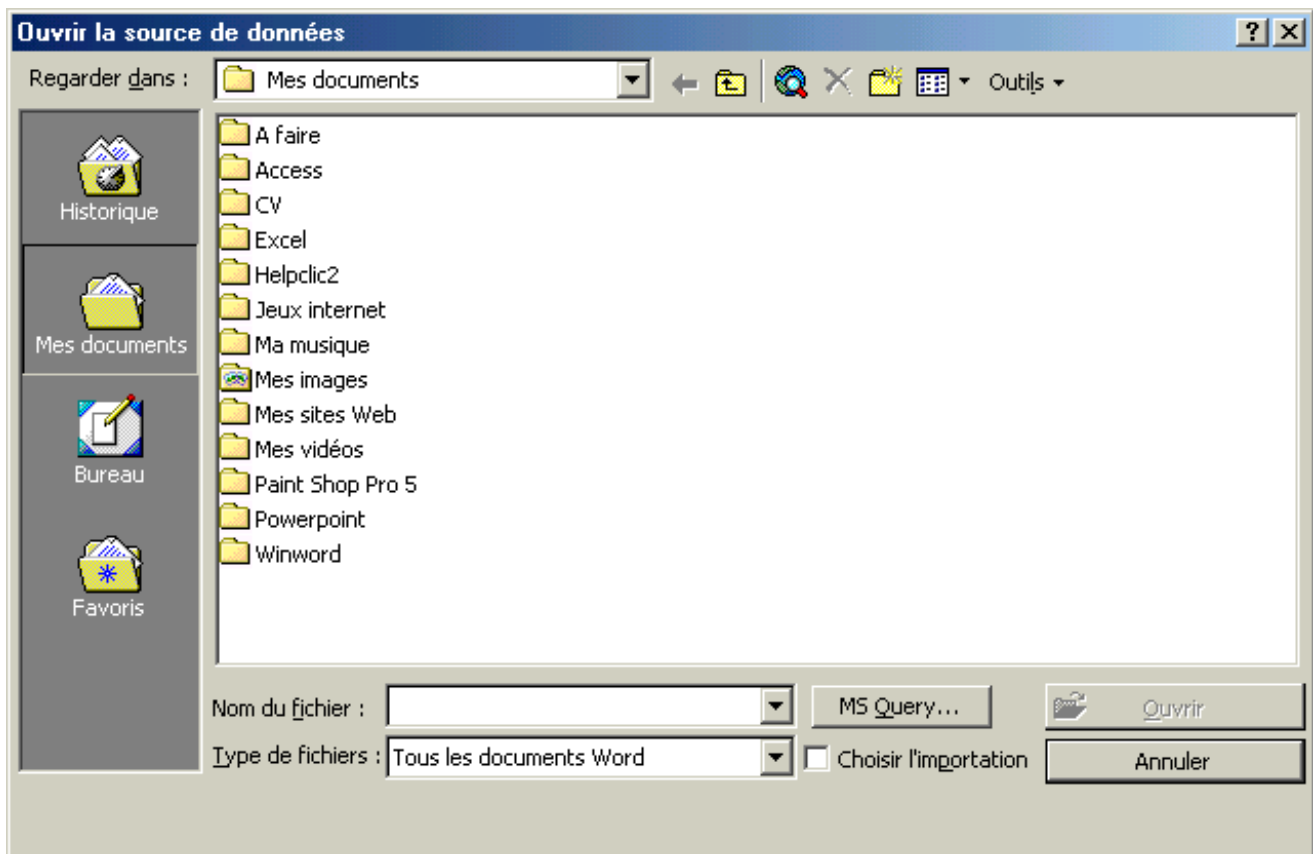 Ouvrir la source de données
Regarder dans :
Mes documents
Outils
Historique
Mes documents
Bureau
Favoris
A faire
Access
CV
Excel
Helpclic2
Jeux internet
Ma musique
Mes images
Mes sites Web
Mes vidéos
Paint Shop Pro 5
Powerpoint
Winword
Nom du fichier :
MS Query...
Ouvrir
Type de fichiers :
Tous les documents Word
Choisir l'importation
Annuler